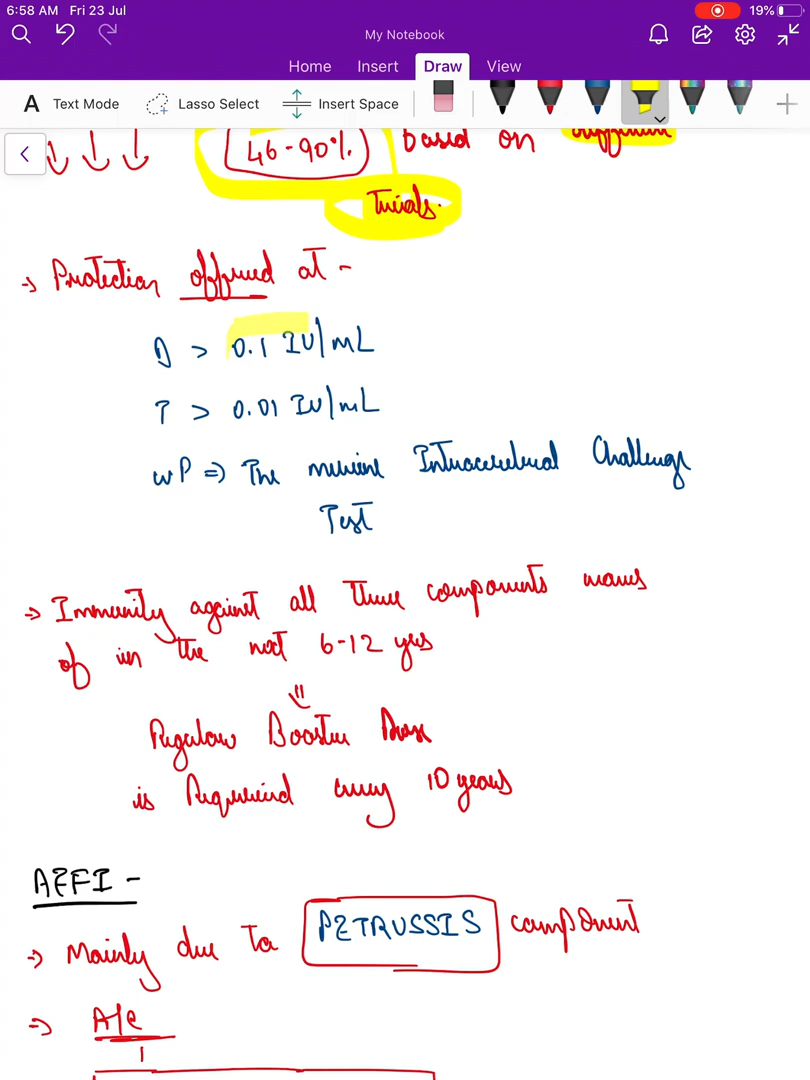 6:58 AM Fri 23 Jul
19%
My Notebook
Home Insert Draw View
A Text Mode Lasso Select Insert Space
46-90% based on different
Trials.
→ Protection offered at -
D > 0.1 IU/mL
T > 0.01 IU/mL
wP => The murine Intracerebral Challenge
Test
→ Immunity against all three components wanes
of in the next 6-12 yrs
Regular Booster Dose
is Required every 10 years
AEFI -
→ Mainly due to PETRUSSIS component
=> A/e